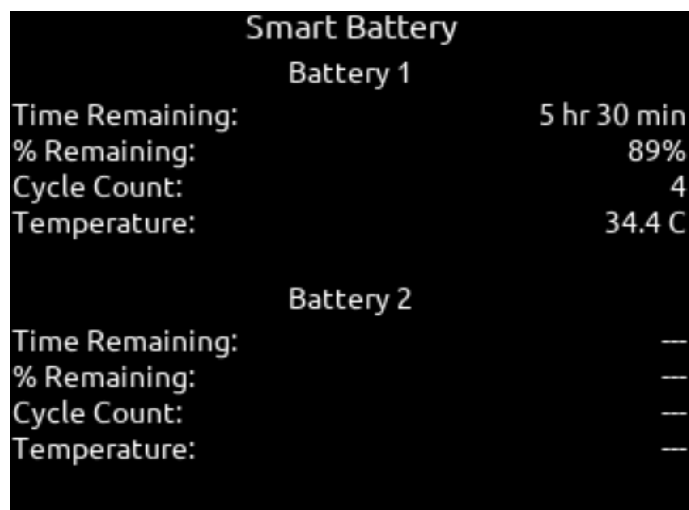 Smart Battery
Battery 1
Time Remaining: 5 hr 30 min
% Remaining: 89%
Cycle Count: 4
Temperature: 34.4 C
Battery 2
Time Remaining: ---
% Remaining: ---
Cycle Count: ---
Temperature: ---